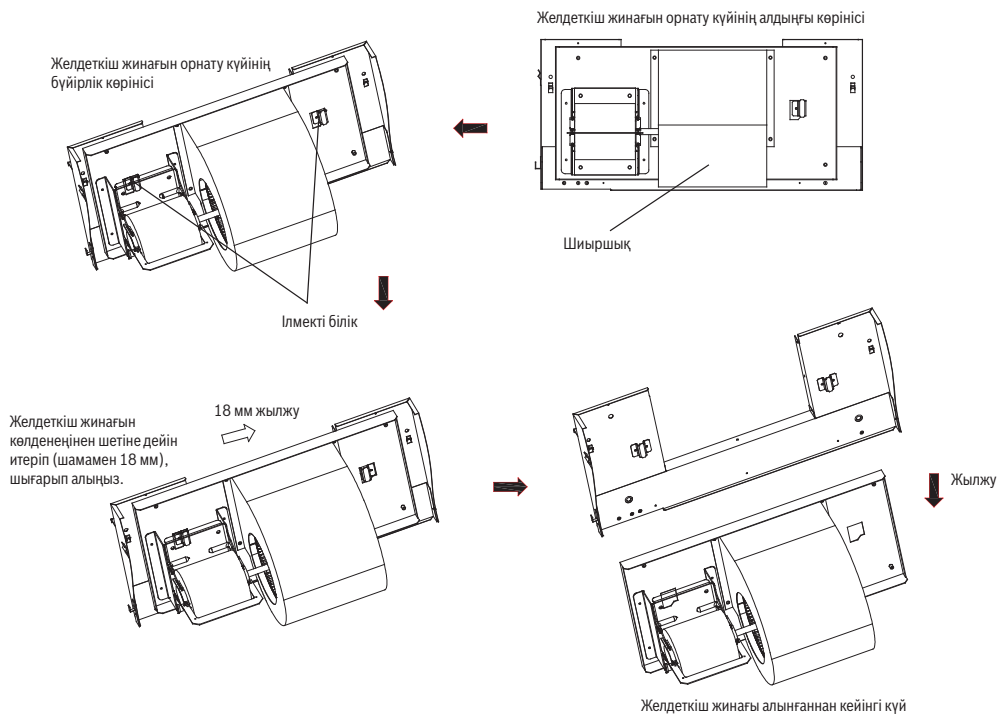 Желдеткіш жинағын орнату күйінің алдыңғы көрінісі
Желдеткіш жинағын орнату күйінің
бүйірлік көрінісі
Шиыршық
Ілмекті білік
Желдеткіш жинағын
көлденеңінен шетіне дейін
итеріп (шамамен 18 мм),
шығарып алыңыз.
18 мм жылжу
Жылжу
Желдеткіш жинағы алынғаннан кейінгі күй